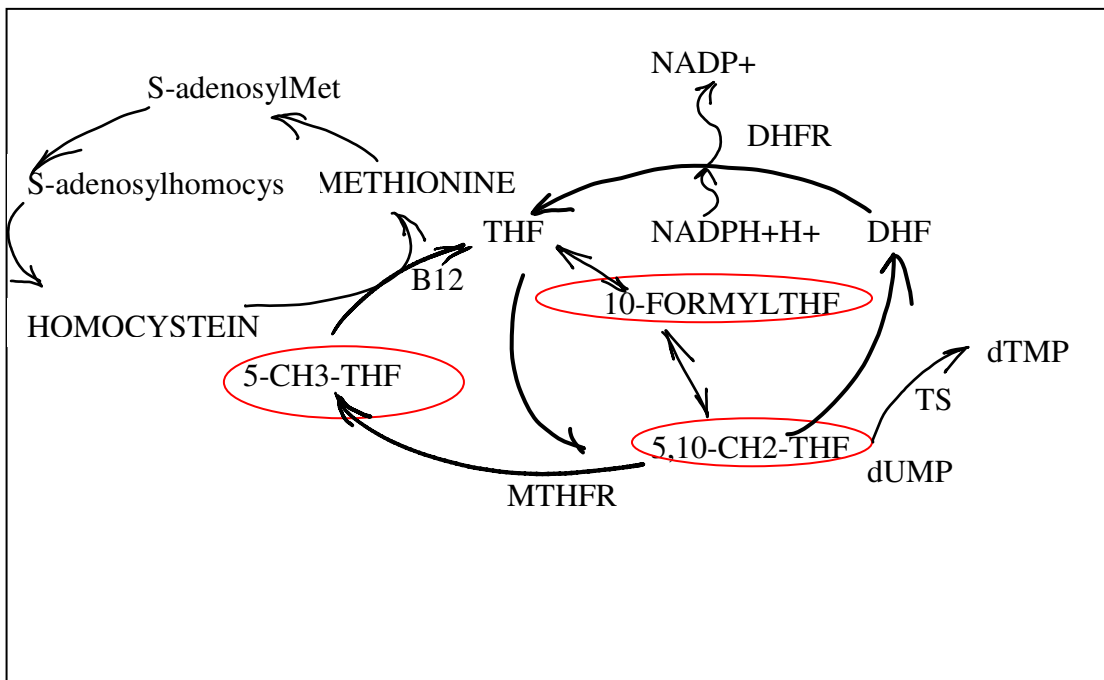 NADP+
S-adenosylMet
DHFR
S-adenosylhomocys
METHIONINE
THF
NADPH+H+
DHF
B12
10-FORMYLTHF
HOMOCYSTEIN
5-CH3-THF
dTMP
TS
5,10-CH2-THF
dUMP
MTHFR